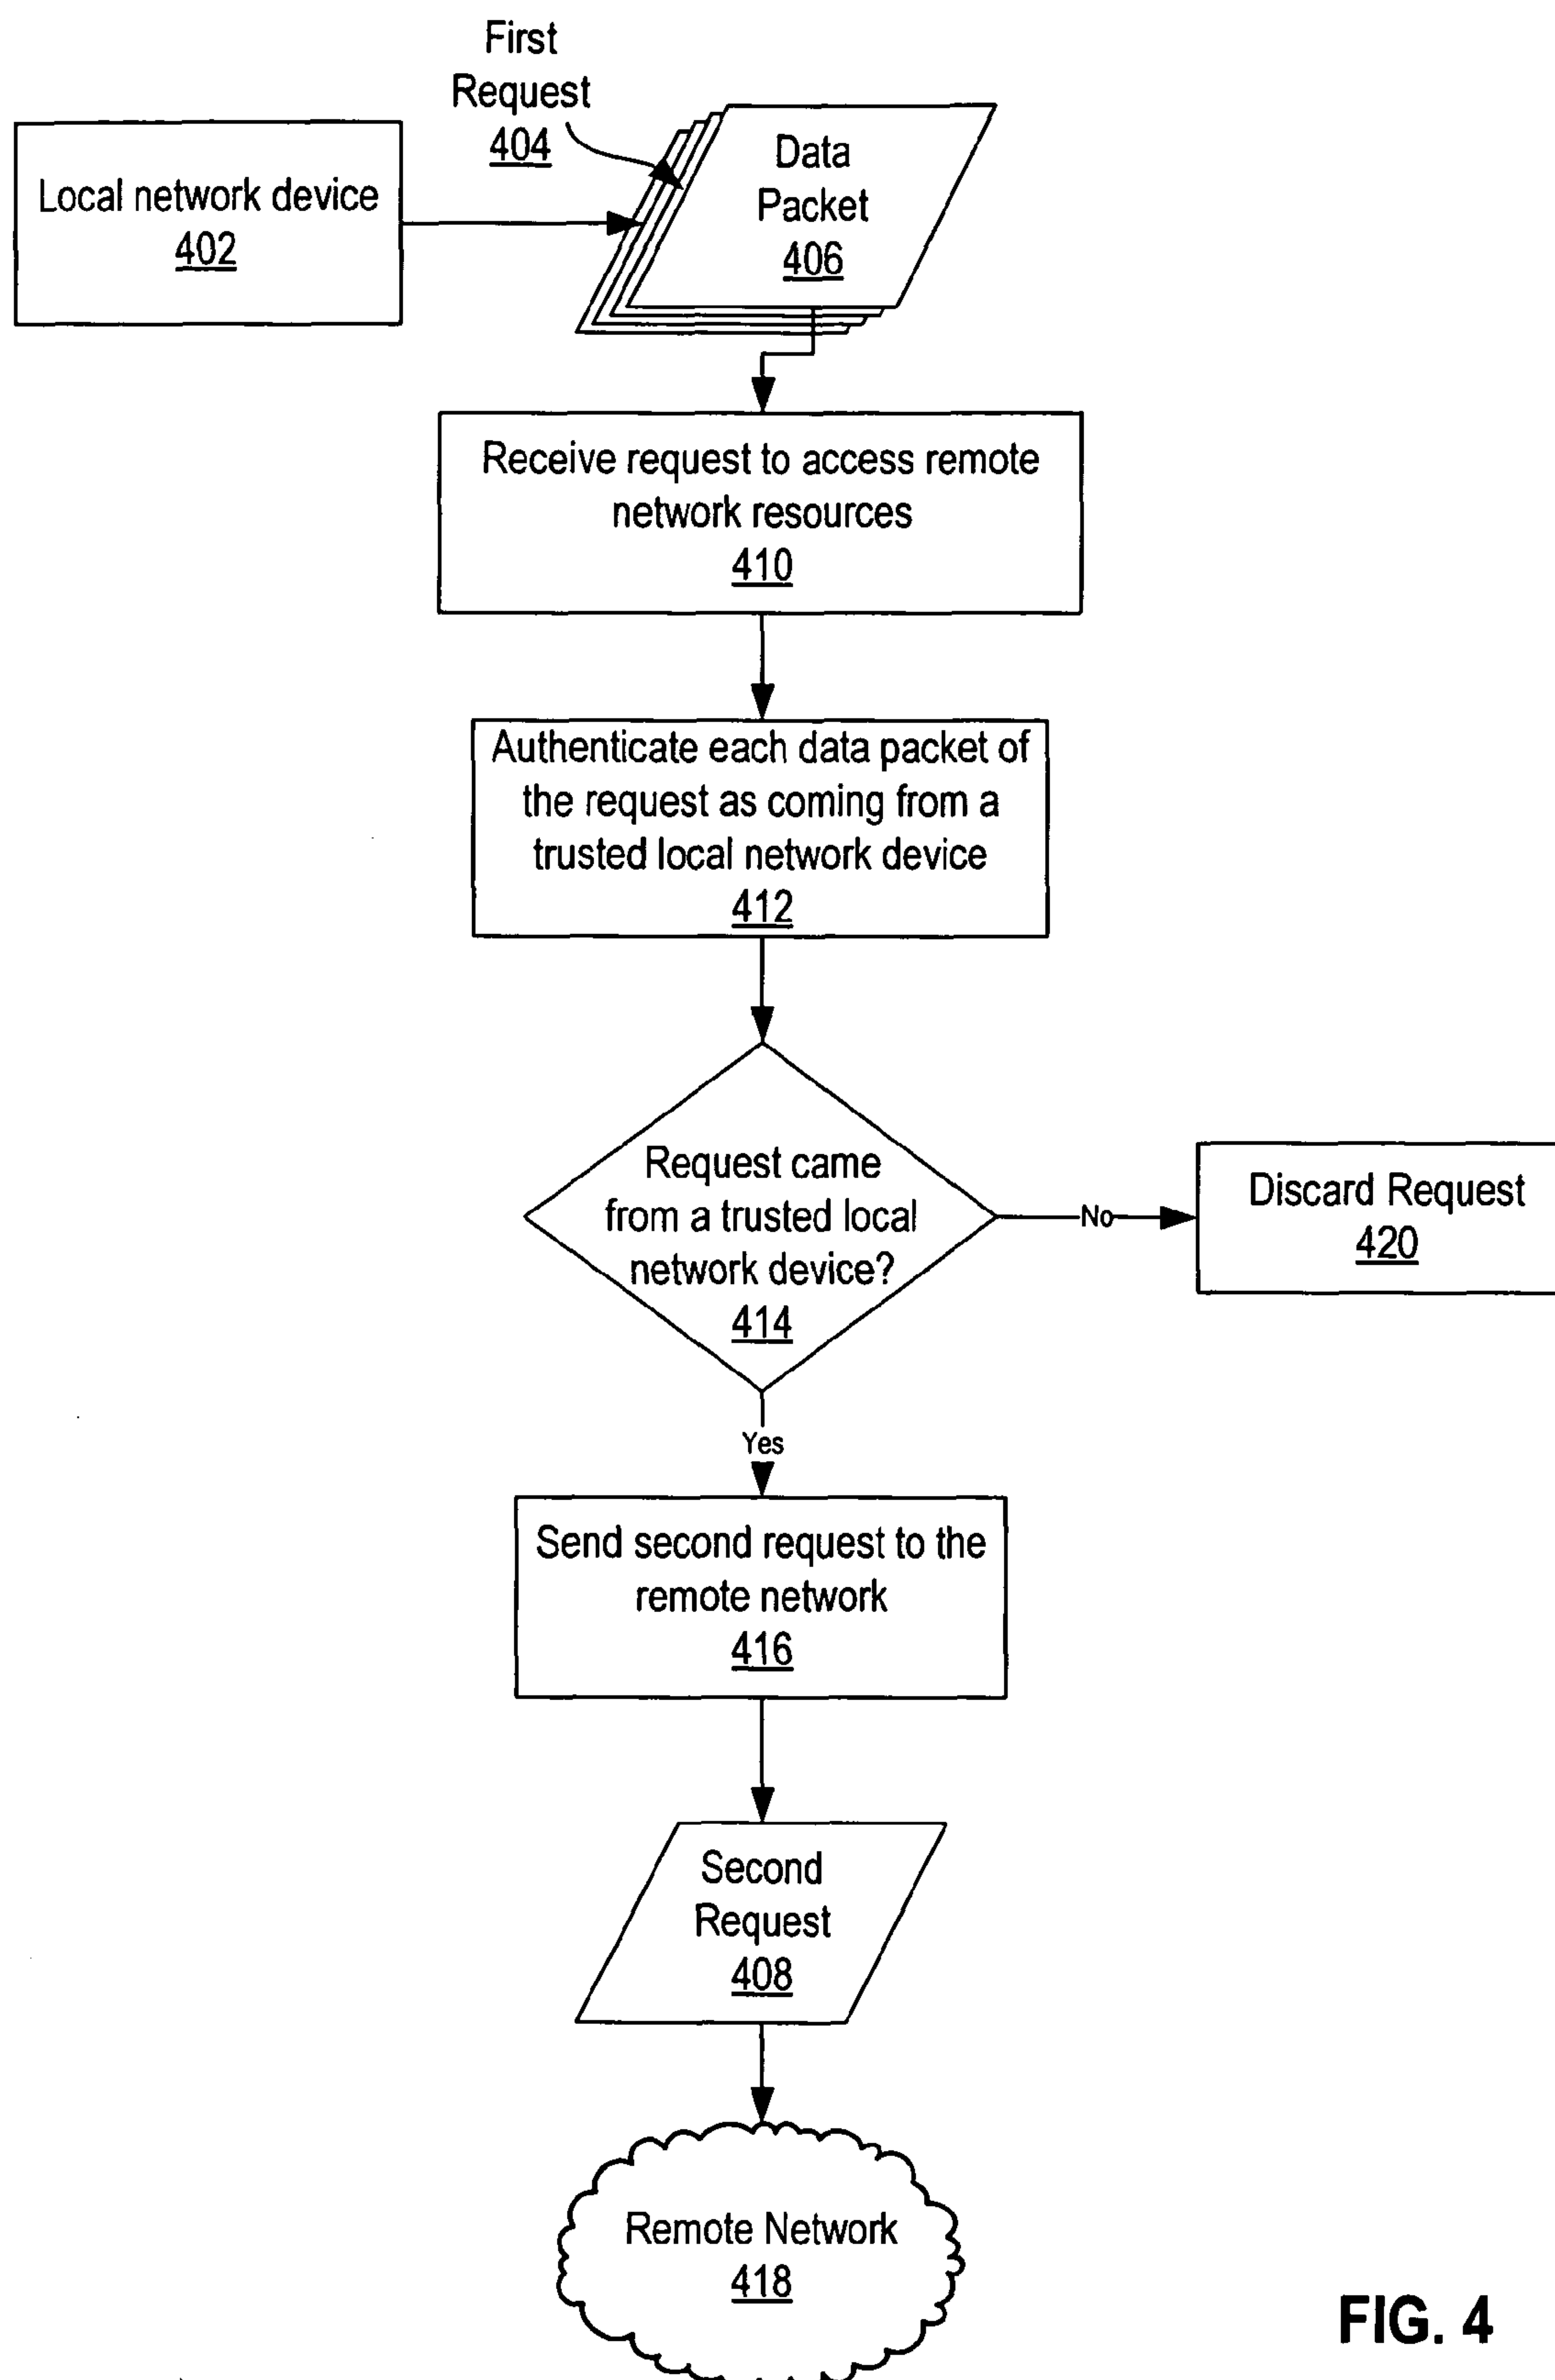 First
Request
404
Local network device
402
Data
Packet
406
Receive request to access remote
network resources
410
Authenticate each data packet of
the request as coming from a
trusted local network device
412
Request came
from a trusted local
network device?
414
No
Discard Request
420
Yes
Send second request to the
remote network
416
Second
Request
408
Remote Network
418
FIG. 4